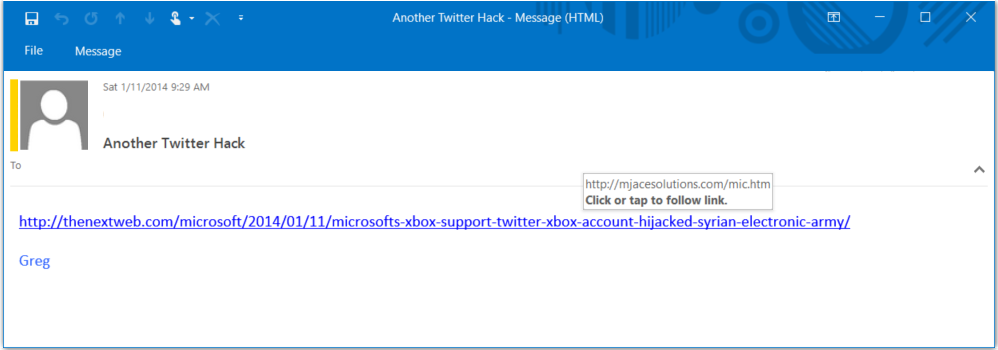 Another Twitter Hack - Message (HTML)
File Message
Sat 1/11/2014 9:29 AM
Another Twitter Hack
To
http://mjacesolutions.com/mic.htm
Click or tap to follow link.
http://thenextweb.com/microsoft/2014/01/11/microsofts-xbox-support-twitter-xbox-account-hijacked-syrian-electronic-army/
Greg